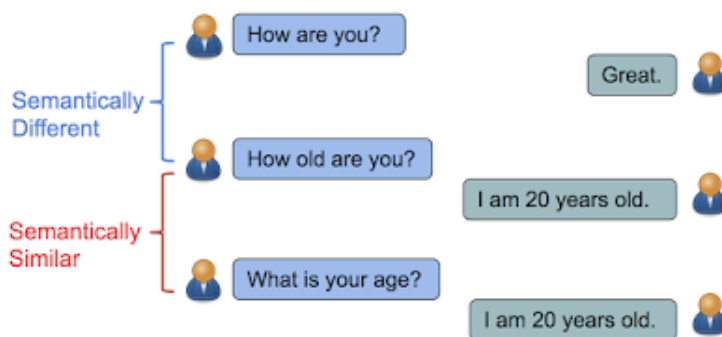 How are you?
Great.
Semantically
Different
How old are you?
I am 20 years old.
Semantically
Similar
What is your age?
I am 20 years old.